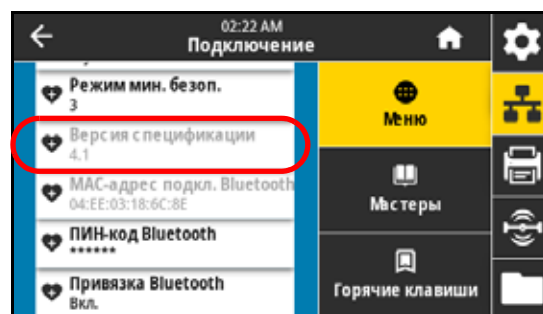 02:22 AM
Подключение
Режим мин. безоп.
3
Версия спецификации
4.1
MAC-адрес подкл. Bluetooth
04:EE:03:18:6C:8E
ПИН-код Bluetooth
******
Привязка Bluetooth
Вкл.
Меню
Мастеры
Горячие клавиши